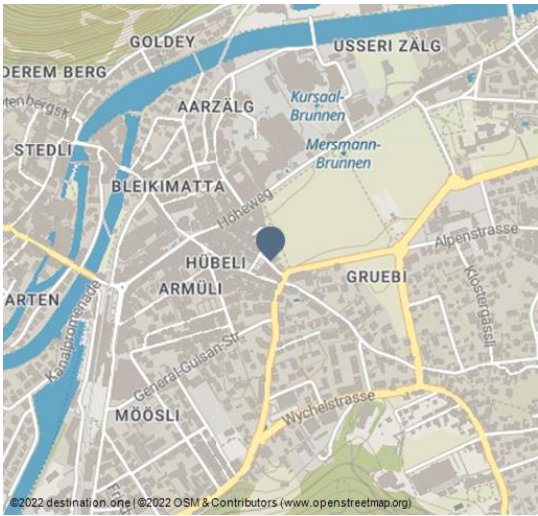 GOLDEY
USSERI ZÄLG
DEREM BERG
Kursaal-
Brunnen
AARZÄLG
Mersmann-
Brunnen
STEDLI
BLEIKIMATTA
Höheweg
Alpenstrasse
HÜBELI
GRUEBI
ARMÜLI
ARTEN
Kanalpromenade
Klostergässli
General-Guisan-Str
MÖÖSLI
Wychelstrasse
©2022 destination.one | ©2022 OSM & Contributors (www.openstreetmap.org)